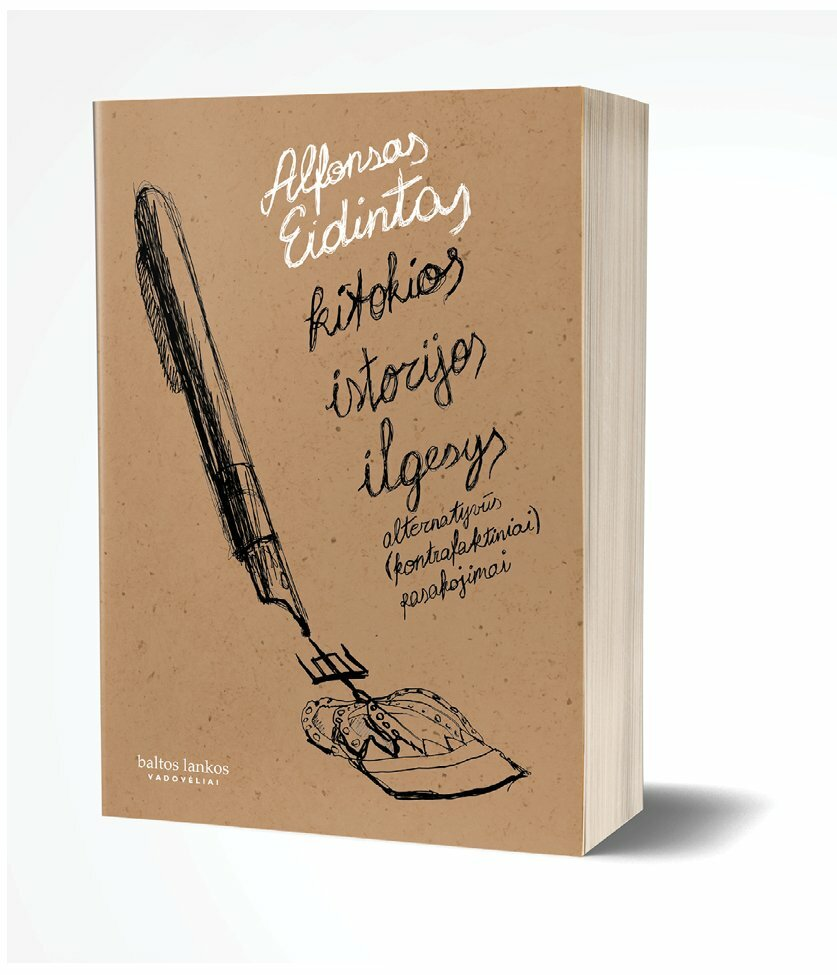 Alfonsas
Eidintas
kitokios
istorijos
ilgesys
alternatyvūs
(kontrafaktiniai)
pasakojimai
baltos lankos
VADOVĖLIAI